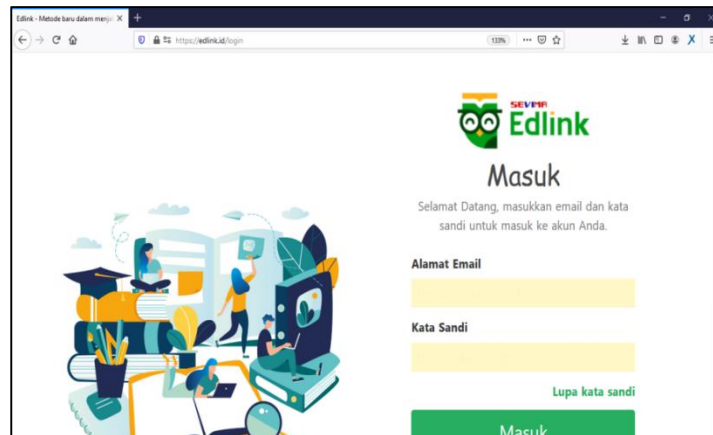 Edlink - Metode baru dalam menja
https://edlink.id/login
133%
SEVIMA
Edlink
Masuk
Selamat Datang, masukkan email dan kata
sandi untuk masuk ke akun Anda.
Alamat Email
Kata Sandi
Lupa kata sandi
Masuk